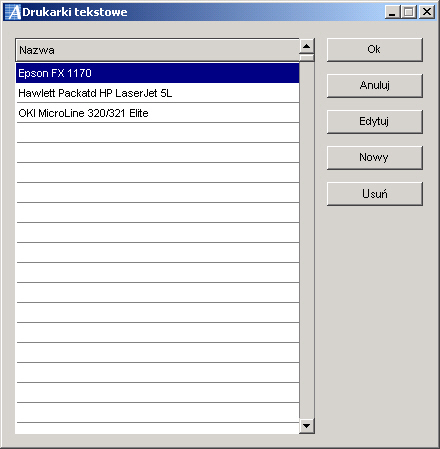 Drukarki tekstowe
Nazwa
Epson FX 1170
Hawlett Packatd HP LaserJet 5L
OKI MicroLine 320/321 Elite
Ok
Anuluj
Edytuj
Nowy
Usuń